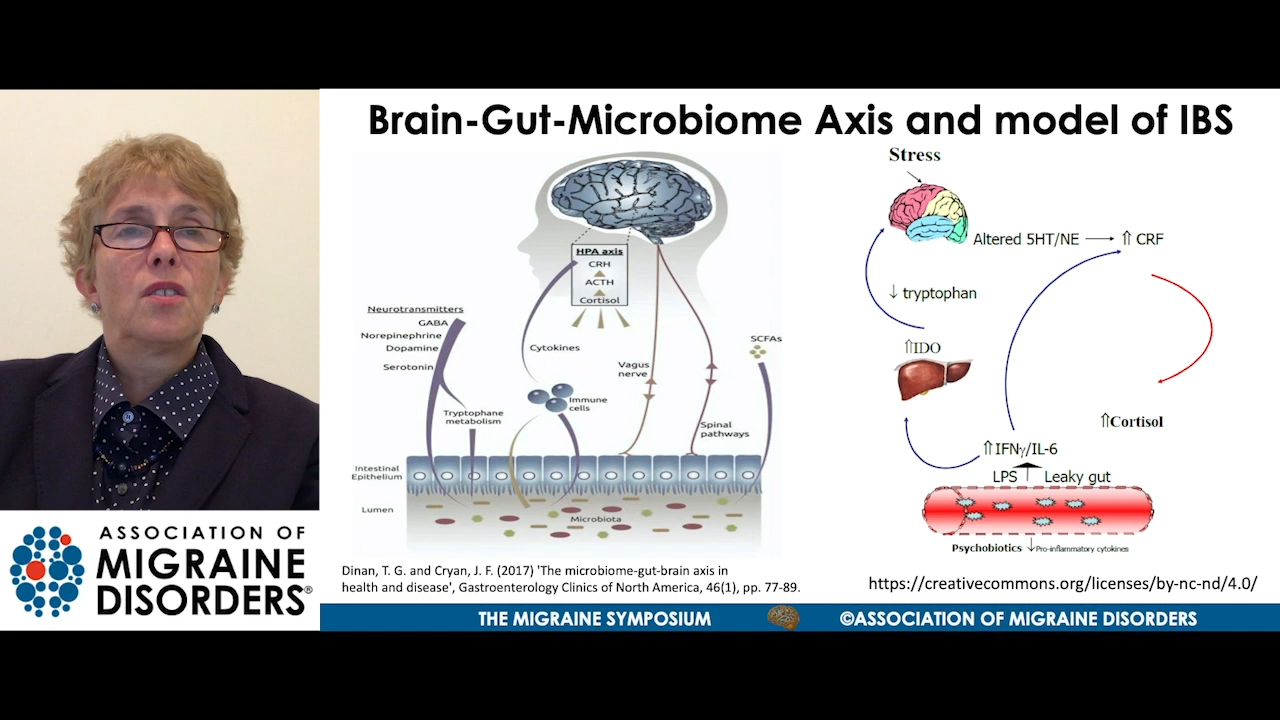 Brain-Gut-Microbiome Axis and model of IBS
HPA axis
CRH
ACTH
Cortisol
Neurotransmitters
GABA
Norepinephrine
Dopamine
Serotonin
Cytokines
Tryptophane
metabolism
Immune
cells
Vagus
nerve
Spinal
pathways
SCFAs
Intestinal
Epithelium
Lumen
Microbiota
Dinan, T. G. and Cryan, J. F. (2017) 'The microbiome-gut-brain axis in
health and disease', Gastroenterology Clinics of North America, 46(1), pp. 77-89.
Stress
Altered 5HT/NE → ⇑ CRF
↓ tryptophan
⇑IDO
⇑Cortisol
⇑IFNγ/IL-6
LPS ↑ Leaky gut
Psychobiotics ↓Pro-inflammatory cytokines
https://creativecommons.org/licenses/by-nc-nd/4.0/
ASSOCIATION OF
MIGRAINE
DISORDERS®
THE MIGRAINE SYMPOSIUM
©ASSOCIATION OF MIGRAINE DISORDERS